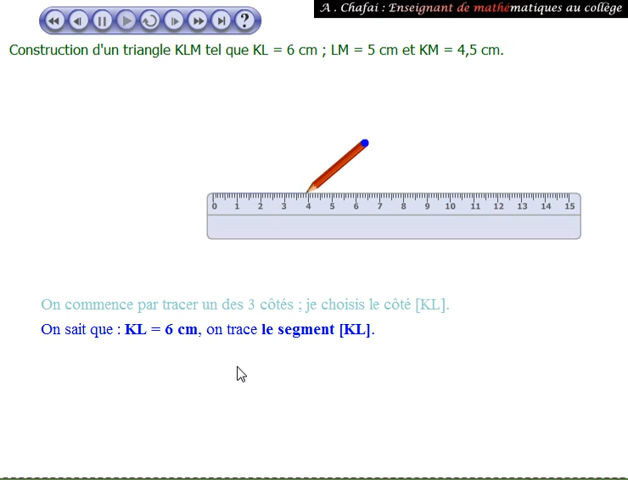 A . Chafai : Enseignant de mathématiques au collège
?
Construction d'un triangle KLM tel que KL = 6 cm ; LM = 5 cm et KM = 4,5 cm.
0 1 2 3 4 5 6 7 8 9 10 11 12 13 14 15
On commence par tracer un des 3 côtés ; je choisis le côté [KL].
On sait que : KL = 6 cm, on trace le segment [KL].